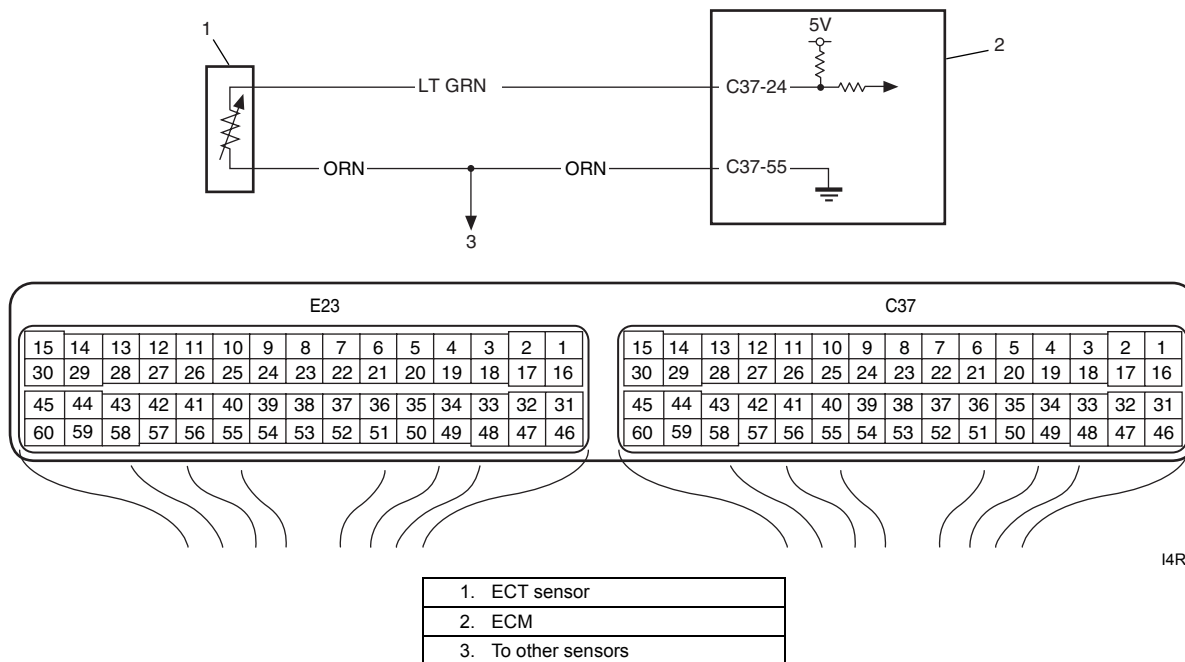 1
5V
2
LT GRN
C37-24
ORN
ORN
C37-55
3
E23
C37
15 14 13 12 11 10 9 8 7 6 5 4 3 2 1
30 29 28 27 26 25 24 23 22 21 20 19 18 17 16
45 44 43 42 41 40 39 38 37 36 35 34 33 32 31
60 59 58 57 56 55 54 53 52 51 50 49 48 47 46
15 14 13 12 11 10 9 8 7 6 5 4 3 2 1
30 29 28 27 26 25 24 23 22 21 20 19 18 17 16
45 44 43 42 41 40 39 38 37 36 35 34 33 32 31
60 59 58 57 56 55 54 53 52 51 50 49 48 47 46
I4R
1. ECT sensor
2. ECM
3. To other sensors